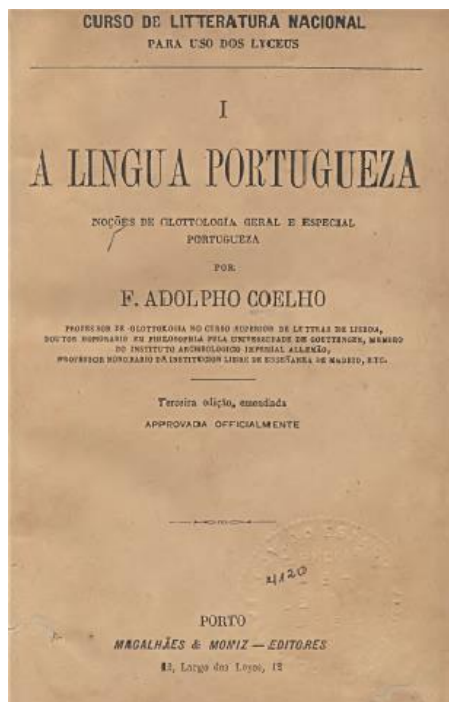 CURSO DE LITTERATURA NACIONAL
PARA USO DOS LYCEUS
I
A LINGUA PORTUGUEZA
NOÇÕES DE GLOTTOLOGIA GERAL E ESPECIAL
PORTUGUEZA
POR
F. ADOLPHO COELHO
PROFESSOR DE GLOTTOLOGIA NO CURSO SUPERIOR DE LETTRAS DE LISBOA,
DOUTOR HONORARIO EM PHILOSOPHIA PELA UNIVERSIDADE DE GOETTINGEN, MEMBRO
DO INSTITUTO ARCHEOLOGICO IMPERIAL ALLEMÃO,
PROFESSOR HONORARIO DA INSTITUCION LIBRE DE ENSEÑANZA DE MADRID, ETC.
Terceira edição, emendada
APPROVADA OFFICIALMENTE
4120
PORTO
MAGALHÃES & MONIZ — EDITORES
12, Largo dos Loyos, 12